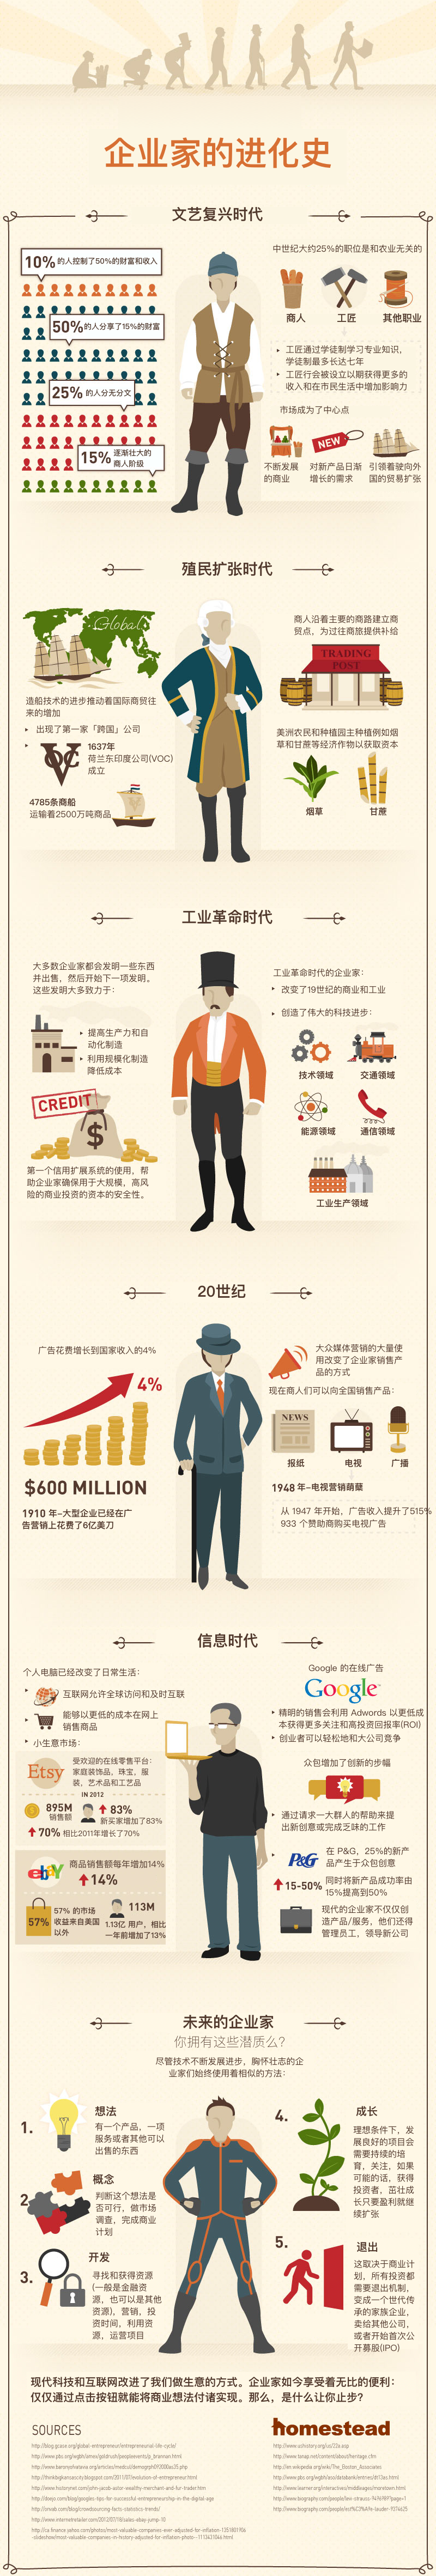 企业家的进化史
文艺复兴时代
10% 的人控制了50%的财富和收入
50%的人分享了15%的财富
25% 的人分无分文
15% 逐渐壮大的
商人阶级
中世纪大约25%的职位是和农业无关的
商人
工匠
其他职业
工匠通过学徒制学习专业知识，
学徒制最多长达七年
工匠行会被设立以期获得更多的
收入和在市民生活中增加影响力
市场成为了中心点
NEW
不断发展
的商业
对新产品日渐
增长的需求
引领着驶向外
国的贸易扩张
殖民扩张时代
Global
造船技术的进步推动着国际商贸往
来的增加
出现了第一家「跨国」公司
VOC
1637年
荷兰东印度公司(VOC)
成立
4785条商船
运输着2500万吨商品
商人沿着主要的商路建立商
贸点，为过往商旅提供补给
TRADING
POST
美洲农民和种植园主种植例如烟
草和甘蔗等经济作物以获取资本
烟草
甘蔗
工业革命时代
大多数企业家都会发明一些东西
并出售，然后开始下一项发明。
这些发明大多致力于：
提高生产力和自
动化制造
利用规模化制造
降低成本
CREDIT
$
第一个信用扩展系统的使用，帮
助企业家确保用于大规模，高风
险的商业投资的资本的安全性。
工业革命时代的企业家：
改变了19世纪的商业和工业
创造了伟大的科技进步：
技术领域
交通领域
能源领域
通信领域
工业生产领域
20世纪
广告花费增长到国家收入的4%
4%
$600 MILLION
1910 年–大型企业已经在广
告营销上花费了6亿美刀
大众媒体营销的大量使
用改变了企业家销售产
品的方式
现在商人们可以向全国销售产品：
NEWS
报纸
电视
广播
1948 年–电视营销萌蘖
从 1947 年开始，广告收入提升了515%
933 个赞助商购买电视广告
信息时代
个人电脑已经改变了日常生活：
互联网允许全球访问和及时互联
能够以更低的成本在网上
销售商品
小生意市场：
Etsy
受欢迎的在线零售平台：
家庭装饰品，珠宝，服
装，艺术品和工艺品
IN 2012
895M
销售额
83%
新买家增加了83%
70% 相比2011年增长了70%
ebay
商品销售额每年增加14%
14%
57%
57% 的市场
收益来自美国
以外
113M
1.13亿 用户，相比
一年前增加了13%
Google 的在线广告
Google
精明的销售会利用 Adwords 以更低成
本获得更多关注和高投资回报率(ROI)
创业者可以轻松地和大公司竞争
众包增加了创新的步幅
通过请求一大群人的帮助来提
出新创意或完成乏味的工作
P&G
在 P&G，25%的新产
品产生于众包创意
15-50%
同时将新产品成功率由
15%提高到50%
现代的企业家不仅仅创
造产品/服务，他们还得
管理员工，领导新公司
未来的企业家
你拥有这些潜质么？
尽管技术不断发展进步，胸怀壮志的企
业家们始终使用着相似的方法：
1.
想法
有一个产品，一项
服务或者其他可以
出售的东西
2.
概念
判断这个想法是
否可行，做市场
调查，完成商业
计划
3.
开发
寻找和获得资源
(一般是金融资
源，也可以是其他
资源)，营销，投
资时间，利用资
源，运营项目
4.
成长
理想条件下，发
展良好的项目会
需要持续的培
育，关注，如果
可能的话，获得
投资者，茁壮成
长只要盈利就继
续扩张
5.
退出
这取决于商业计
划，所有投资都
需要退出机制，
变成一个世代传
承的家族企业，
卖给其他公司，
或者开始首次公
开募股(IPO)
现代科技和互联网改进了我们做生意的方式。企业家如今享受着无比的便利：
仅仅通过点击按钮就能将商业想法付诸实现。那么，是什么让你止步？
SOURCES
homestead